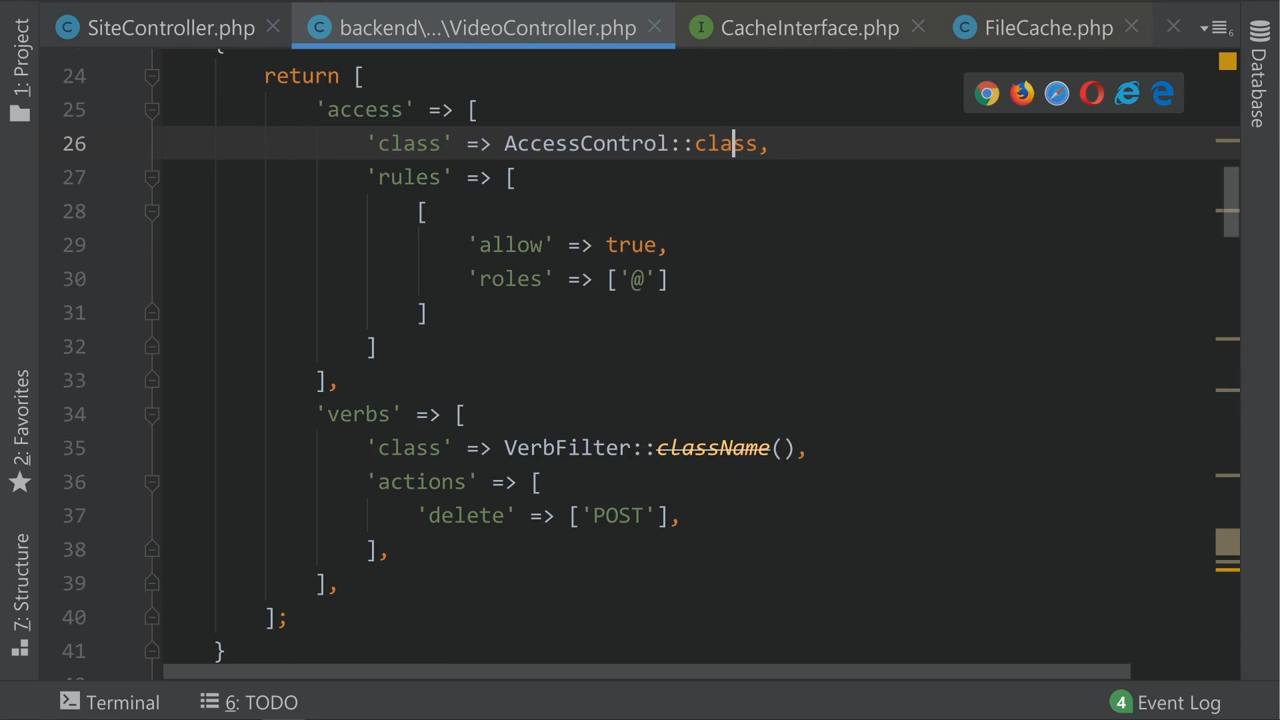 SiteController.php
backend\...\VideoController.php
CacheInterface.php
FileCache.php
6
1: Project
2: Favorites
7: Structure
Database
24 return [
25 'access' => [
26 'class' => AccessControl::class,
27 'rules' => [
28 [
29 'allow' => true,
30 'roles' => ['@']
31 ]
32 ]
33 ],
34 'verbs' => [
35 'class' => VerbFilter::className(),
36 'actions' => [
37 'delete' => ['POST'],
38 ],
39 ],
40 ];
41 }
Terminal
6: TODO
4 Event Log